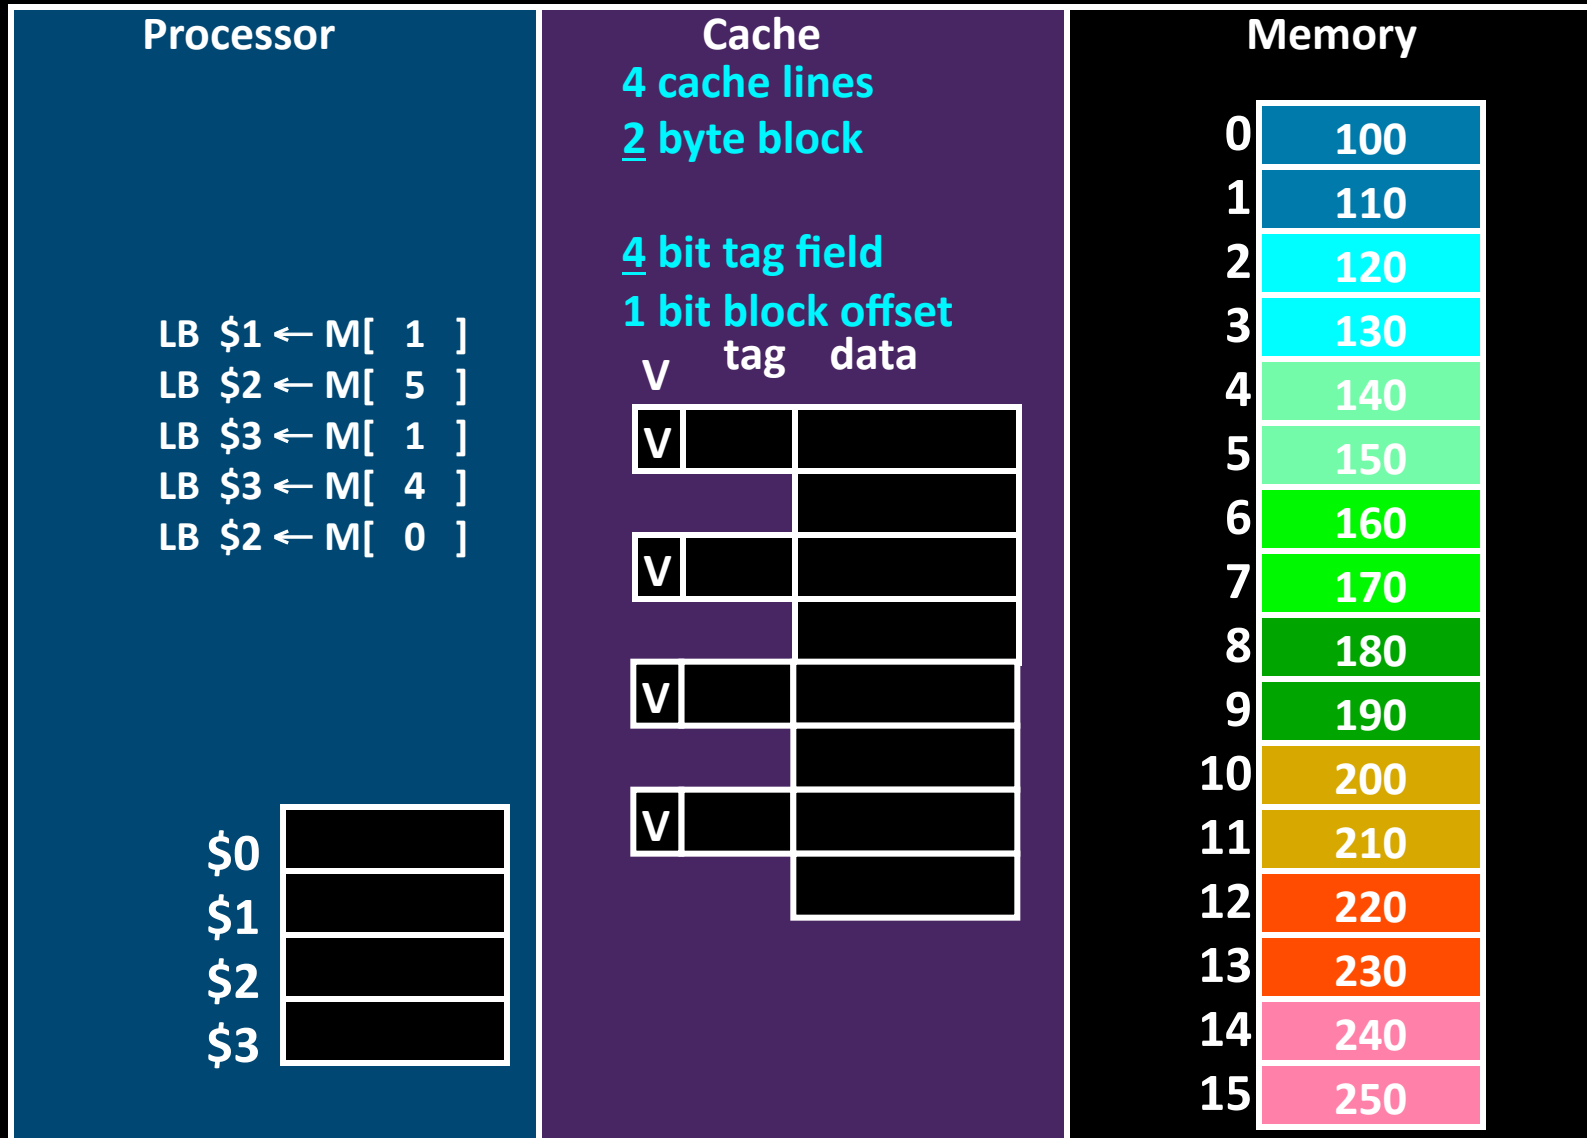 Processor
LB $1 ← M[ 1 ]
LB $2 ← M[ 5 ]
LB $3 ← M[ 1 ]
LB $3 ← M[ 4 ]
LB $2 ← M[ 0 ]
$0
$1
$2
$3
Cache
4 cache lines
2 byte block
4 bit tag field
1 bit block offset
V tag data
V
V
V
V
Memory
0 100
1 110
2 120
3 130
4 140
5 150
6 160
7 170
8 180
9 190
10 200
11 210
12 220
13 230
14 240
15 250